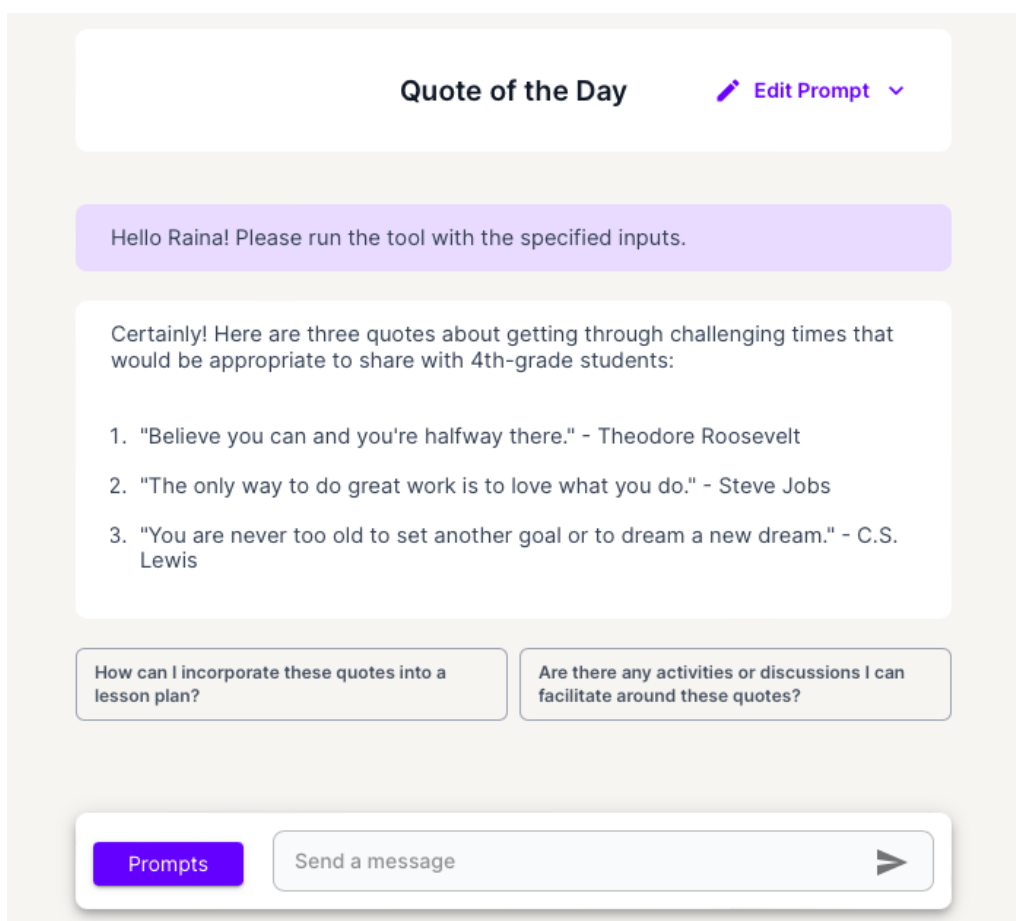 Quote of the Day
Edit Prompt
Hello Raina! Please run the tool with the specified inputs.
Certainly! Here are three quotes about getting through challenging times that
would be appropriate to share with 4th-grade students:
1. "Believe you can and you're halfway there." - Theodore Roosevelt
2. "The only way to do great work is to love what you do." - Steve Jobs
3. "You are never too old to set another goal or to dream a new dream." - C.S.
Lewis
How can I incorporate these quotes into a
lesson plan?
Are there any activities or discussions I can
facilitate around these quotes?
Prompts
Send a message